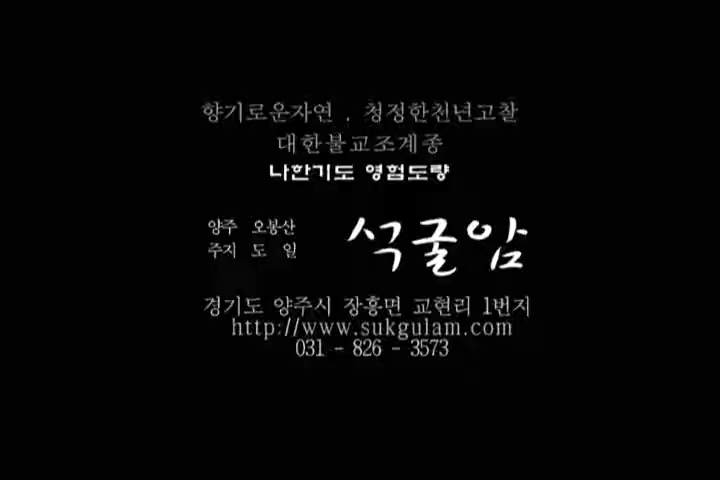 향기로운자연 . 청정한천년고찰
대한불교조계종
나한기도 영험도량
양주 오봉산
주지 도 일
석굴암
경기도 양주시 장흥면 교현리 1번지
http://www.sukgulam.com
031 - 826 - 3573